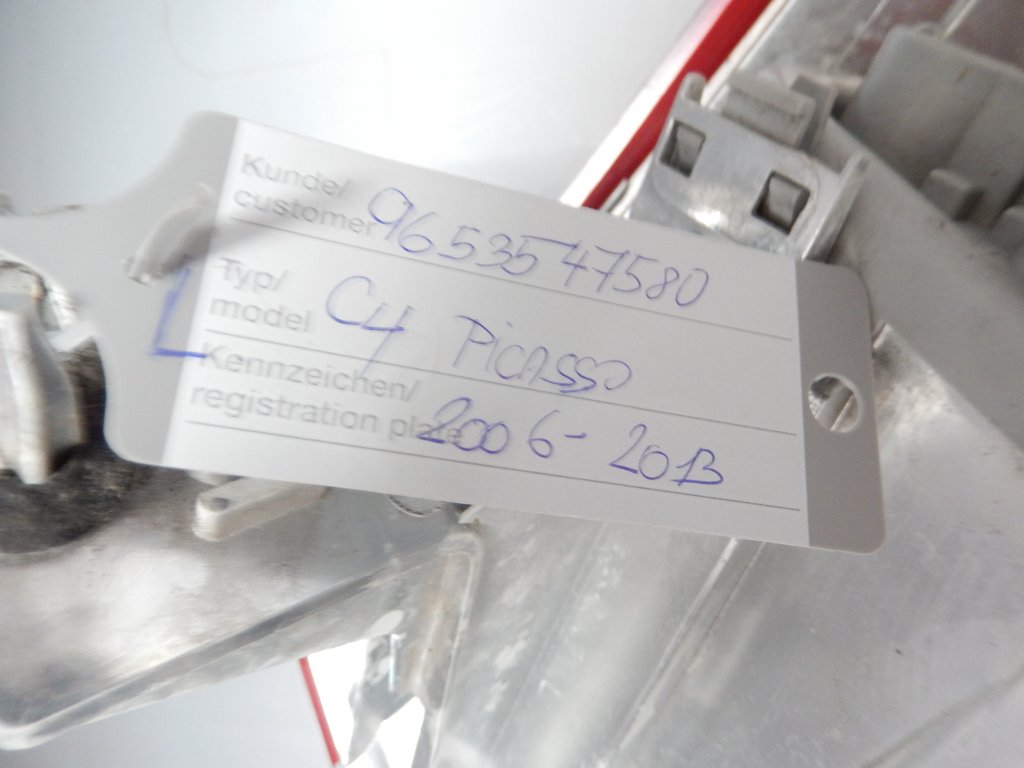 Kunde/
customer 9653547580
L
Typ/
model C4 Picasso
Kennzeichen/
registration plate 2006-2013